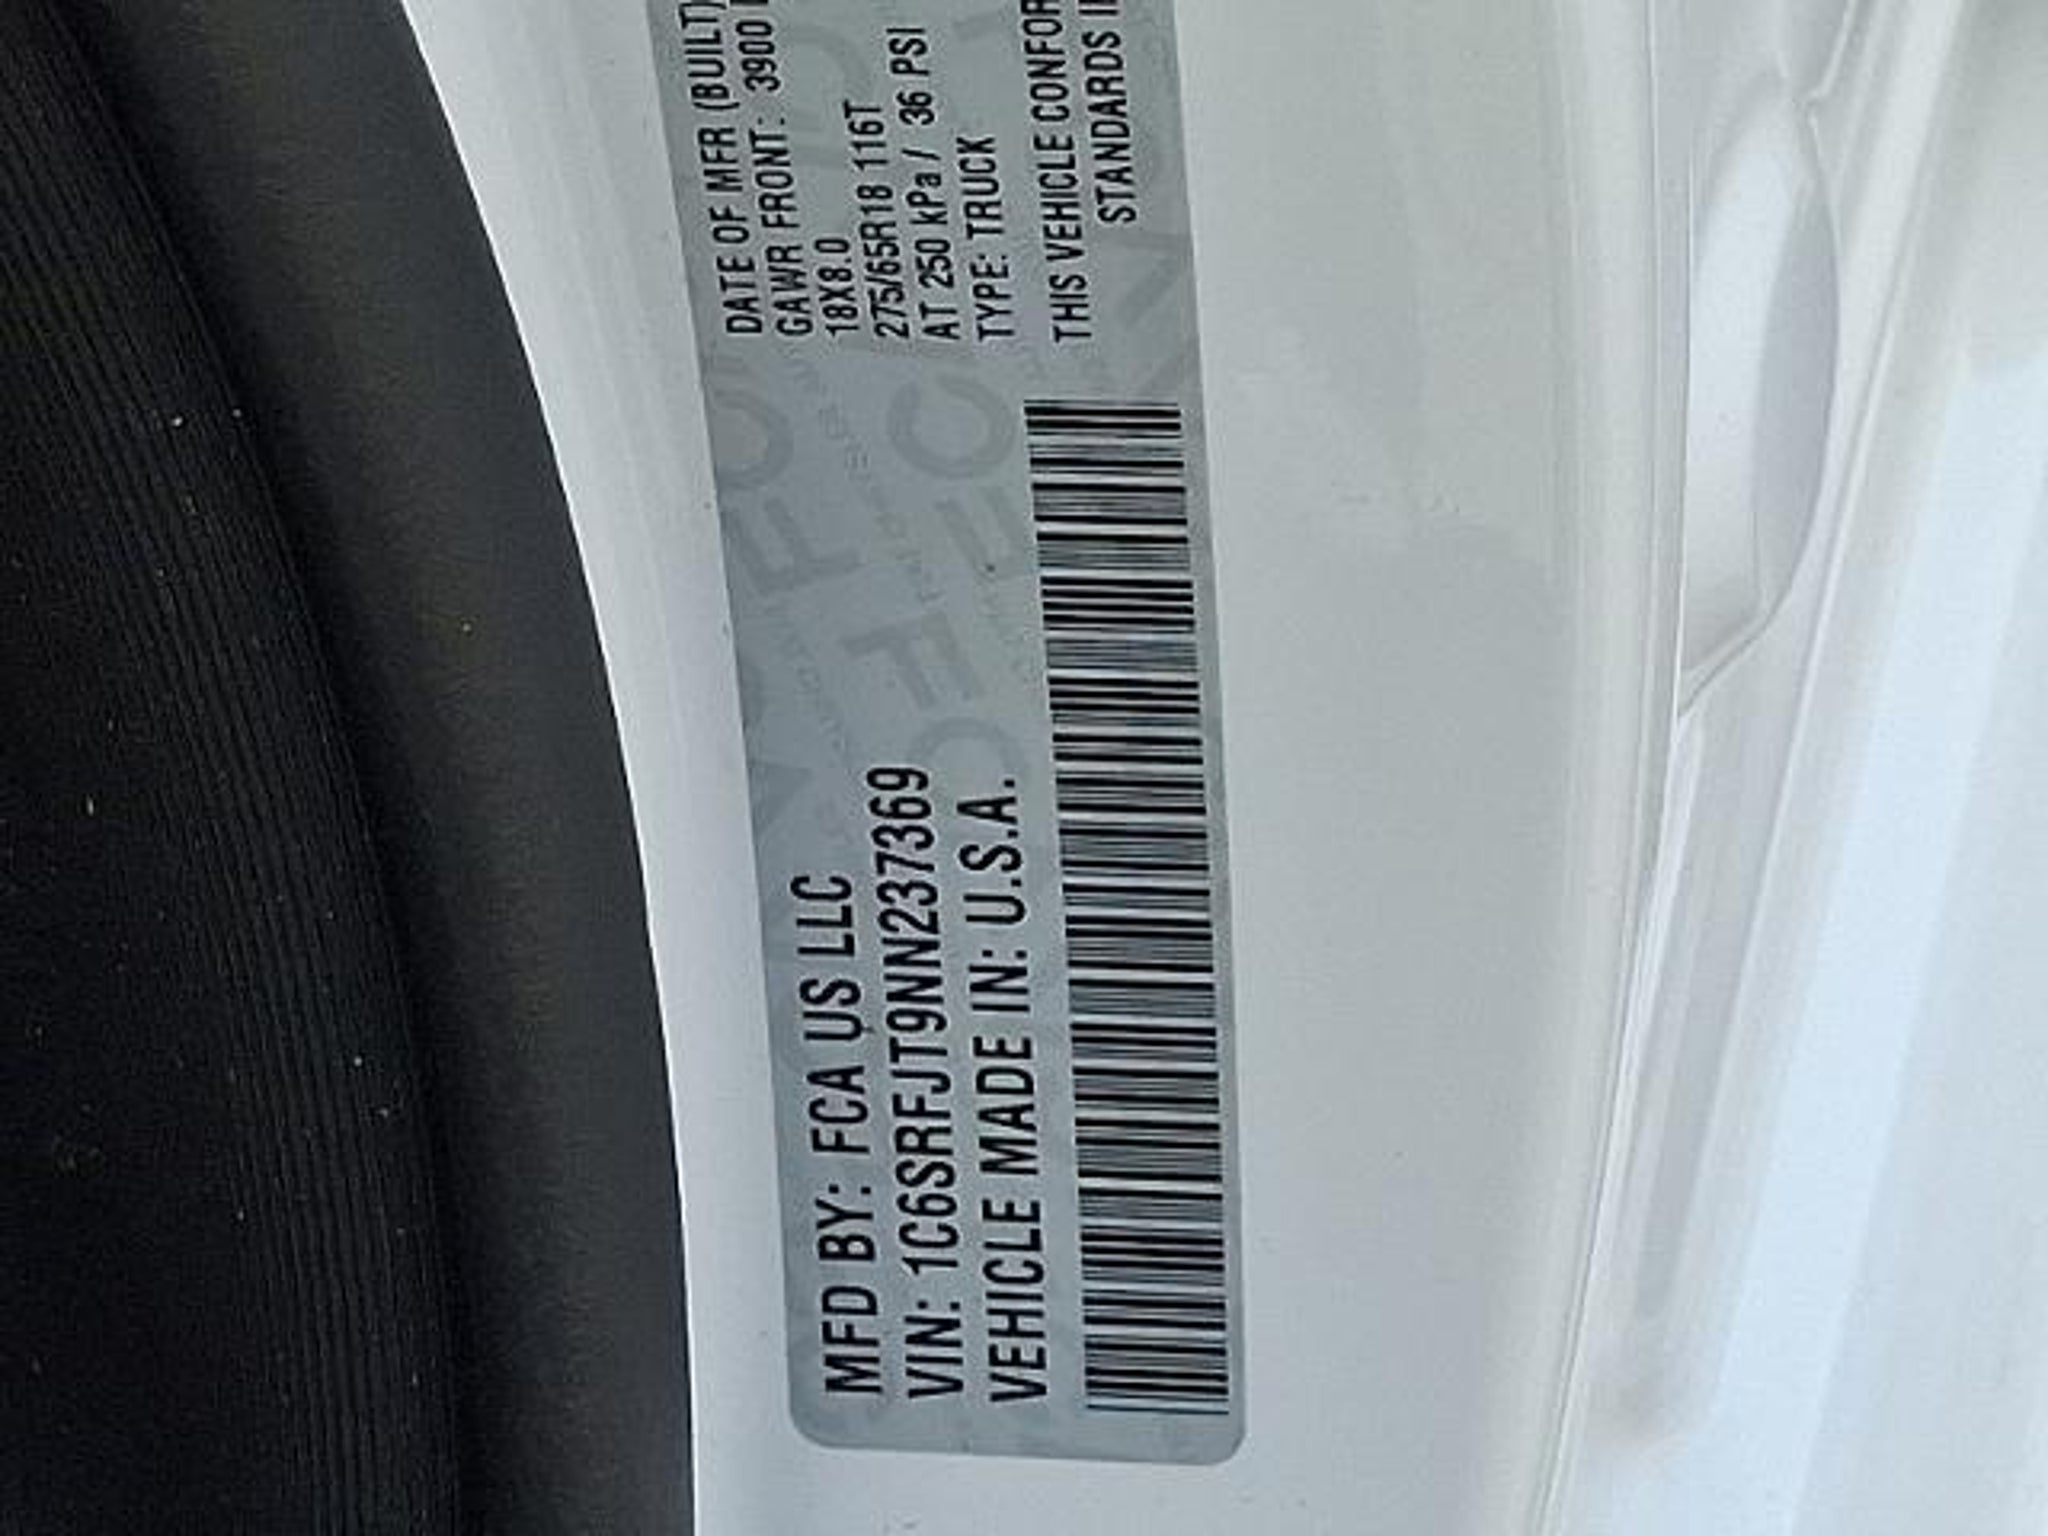 MFD BY: FCA US LLC
VIN: 1C6SRFJT9NN237369
VEHICLE MADE IN: U.S.A.
DATE OF MFR (BUILT)
GAWR FRONT: 3900
18X8.0
275/65R18 116T
AT 250 kPa / 36 PSI
TYPE: TRUCK
THIS VEHICLE CONFOR
STANDARDS